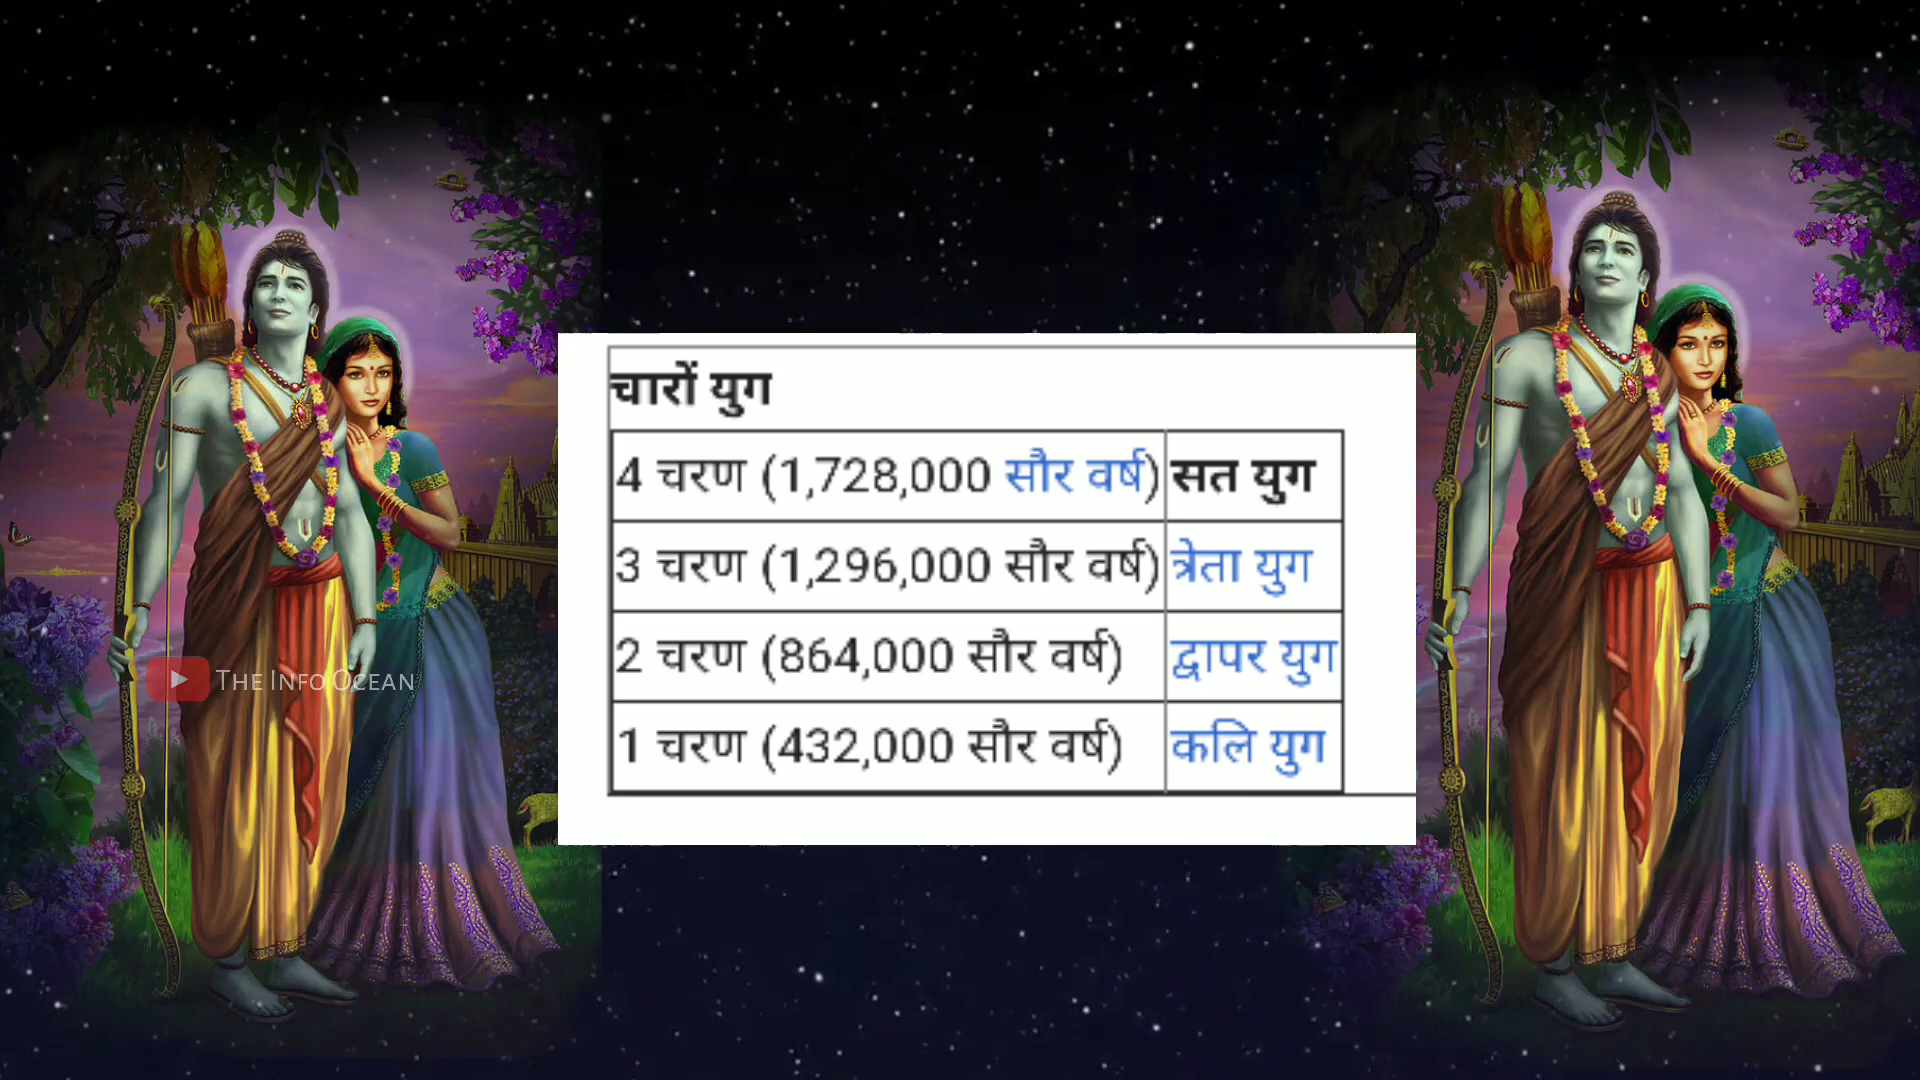 चारों युग
4 चरण (1,728,000 सौर वर्ष) सत युग
3 चरण (1,296,000 सौर वर्ष) त्रेता युग
2 चरण (864,000 सौर वर्ष) द्वापर युग
1 चरण (432,000 सौर वर्ष) कलि युग
The Info Ocean